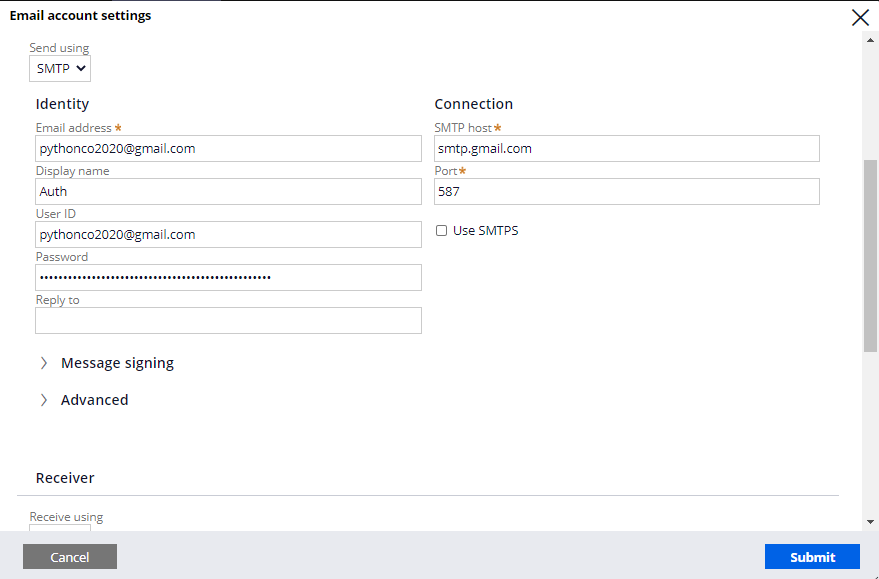 Email account settings
Send using
SMTP
Identity
Email address *
pythonco2020@gmail.com
Display name
Auth
User ID
pythonco2020@gmail.com
Password
Reply to
Connection
SMTP host *
smtp.gmail.com
Port *
587
Use SMTPS
Message signing
Advanced
Receiver
Receive using
Cancel
Submit